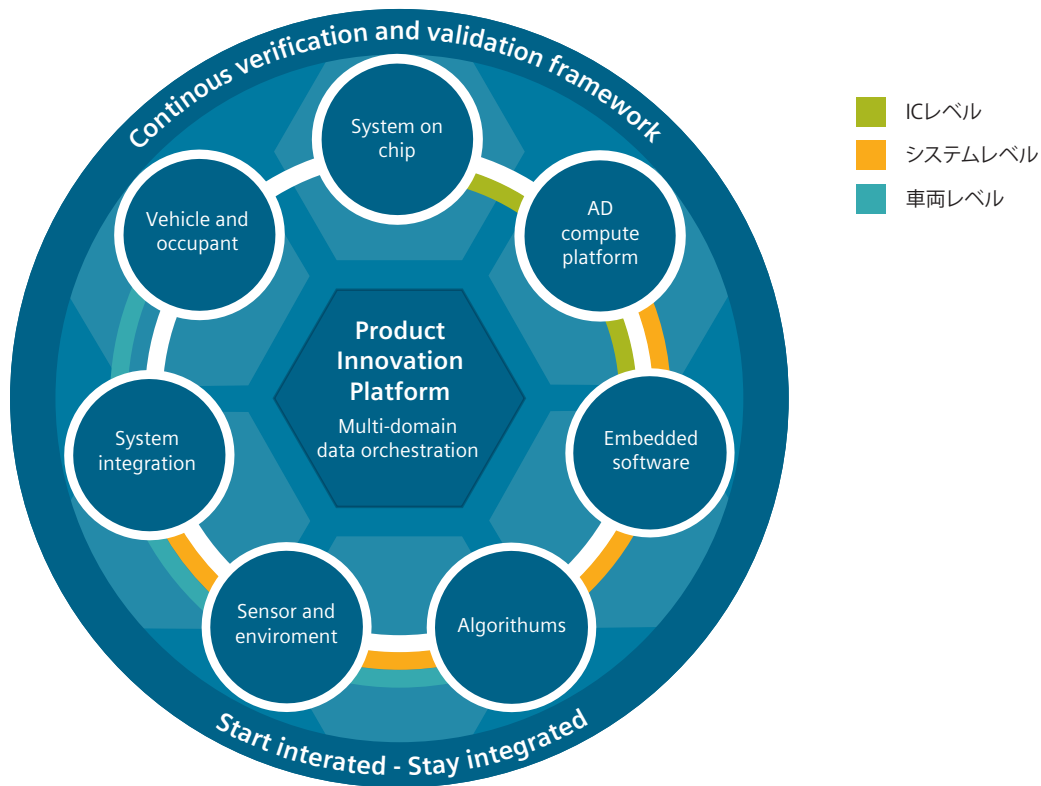 Continous verification and validation framework
System on
chip
AD
compute
platform
Embedded
software
Algorithums
Sensor and
enviroment
System
integration
Vehicle and
occupant
Product
Innovation
Platform
Multi-domain
data orchestration
Start interated - Stay integrated
ICレベル
システムレベル
車両レベル